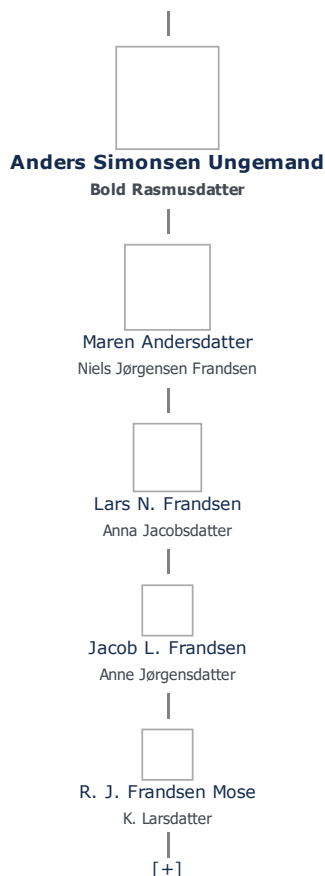 Anders Simonsen Ungemand
Bold Rasmusdatter
Maren Andersdatter
Niels Jørgensen Frandsen
Lars N. Frandsen
Anna Jacobsdatter
Jacob L. Frandsen
Anne Jørgensdatter
R. J. Frandsen Mose
K. Larsdatter
[+]